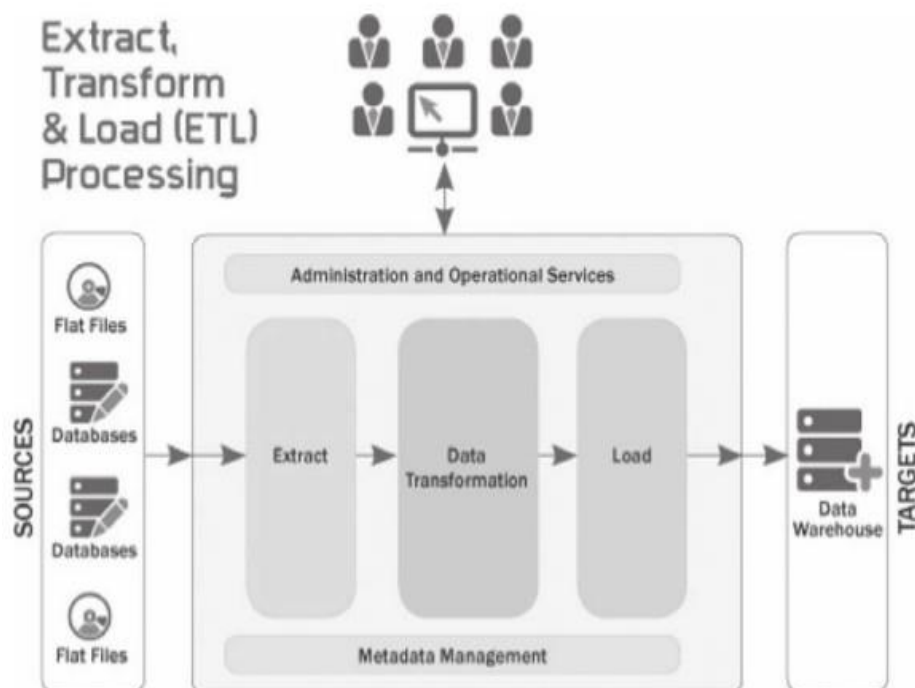 Extract,
Transform
& Load (ETL)
Processing
SOURCES
Flat Files
Databases
Databases
Flat Files
Administration and Operational Services
Extract
Data
Transformation
Load
Metadata Management
Data
Warehouse
TARGETS